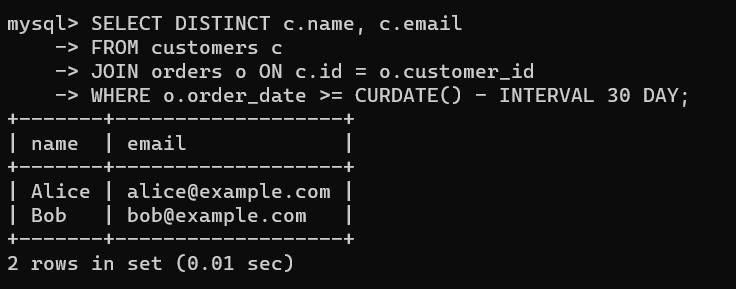 mysql> SELECT DISTINCT c.name, c.email
    -> FROM customers c
    -> JOIN orders o ON c.id = o.customer_id
    -> WHERE o.order_date >= CURDATE() - INTERVAL 30 DAY;
+-------+-------------------+
| name  | email             |
+-------+-------------------+
| Alice | alice@example.com |
| Bob   | bob@example.com   |
+-------+-------------------+
2 rows in set (0.01 sec)